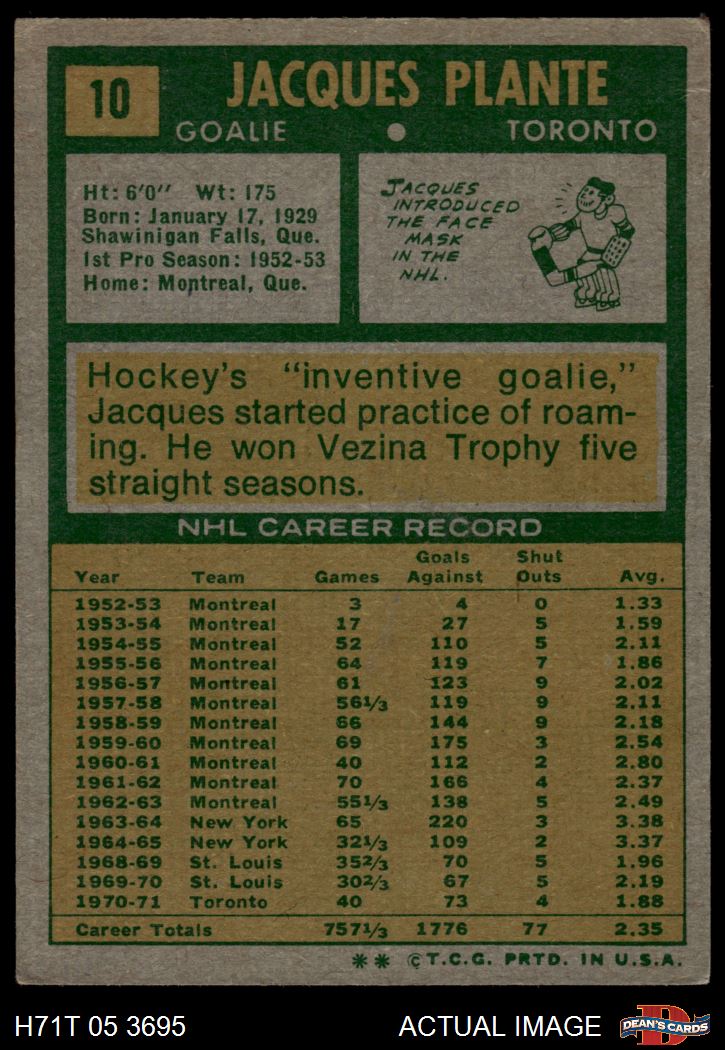 10
JACQUES PLANTE
GOALIE • TORONTO
Ht: 6'0" Wt: 175
Born: January 17, 1929
Shawinigan Falls, Que.
1st Pro Season: 1952-53
Home: Montreal, Que.
JACQUES
INTRODUCED
THE FACE
MASK
IN THE
NHL.
Hockey's "inventive goalie,"
Jacques started practice of roam-
ing. He won Vezina Trophy five
straight seasons.
NHL CAREER RECORD
Goals Shut
Year Team Games Against Outs Avg.
1952-53 Montreal 3 4 0 1.33
1953-54 Montreal 17 27 5 1.59
1954-55 Montreal 52 110 5 2.11
1955-56 Montreal 64 119 7 1.86
1956-57 Montreal 61 123 9 2.02
1957-58 Montreal 561/3 119 9 2.11
1958-59 Montreal 66 144 9 2.18
1959-60 Montreal 69 175 3 2.54
1960-61 Montreal 40 112 2 2.80
1961-62 Montreal 70 166 4 2.37
1962-63 Montreal 551/3 138 5 2.49
1963-64 New York 65 220 3 3.38
1964-65 New York 321/3 109 2 3.37
1968-69 St. Louis 352/3 70 5 1.96
1969-70 St. Louis 302/3 67 5 2.19
1970-71 Toronto 40 73 4 1.88
Career Totals 7571/3 1776 77 2.35
** ©T.C.G. PRTD. IN U.S.A.
H71T 05 3695 ACTUAL IMAGE DEAN'S CARDS